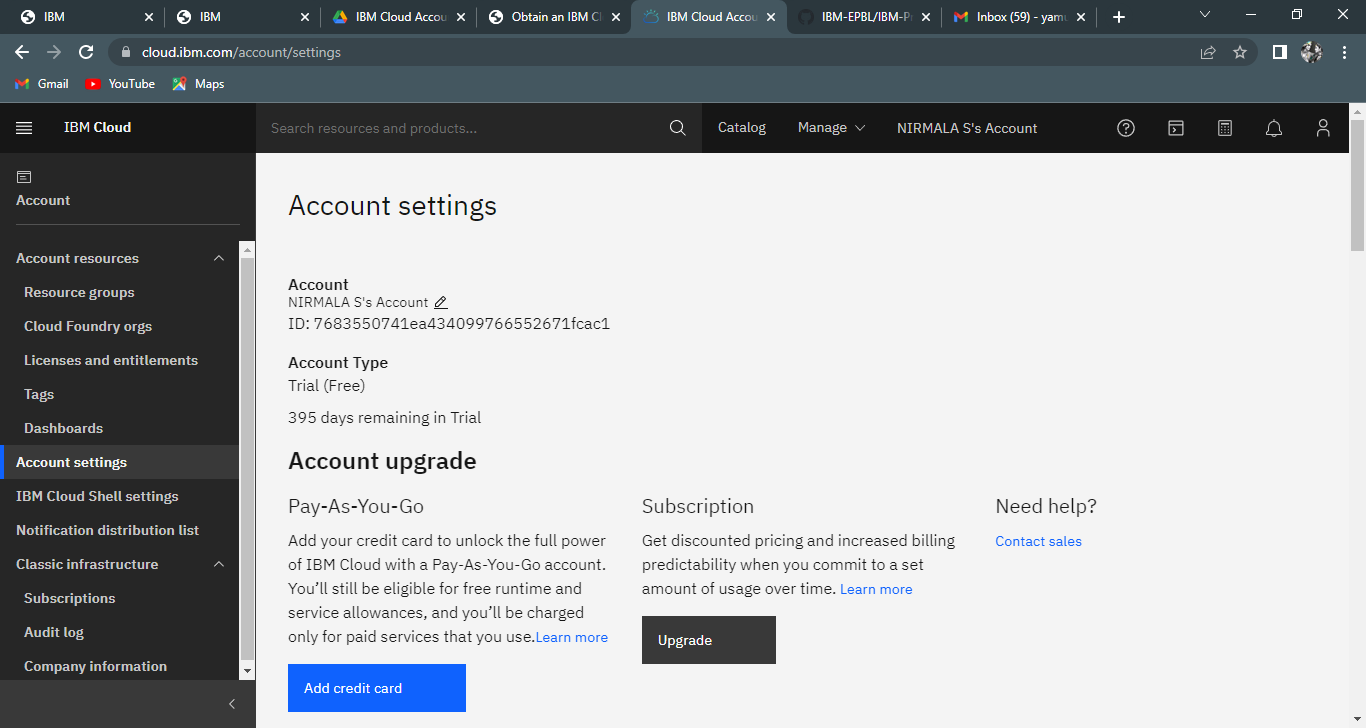 IBM
IBM
IBM Cloud Accou
Obtain an IBM Cl
IBM Cloud Accou
IBM-EPBL/IBM-Pr
Inbox (59) - yamu
cloud.ibm.com/account/settings
Gmail
YouTube
Maps
IBM Cloud
Search resources and products...
Catalog
Manage
NIRMALA S's Account
Account
Account resources
Resource groups
Cloud Foundry orgs
Licenses and entitlements
Tags
Dashboards
Account settings
IBM Cloud Shell settings
Notification distribution list
Classic infrastructure
Subscriptions
Audit log
Company information
Account settings
Account
NIRMALA S's Account
ID: 7683550741ea434099766552671fcac1
Account Type
Trial (Free)
395 days remaining in Trial
Account upgrade
Pay-As-You-Go
Add your credit card to unlock the full power
of IBM Cloud with a Pay-As-You-Go account.
You’ll still be eligible for free runtime and
service allowances, and you’ll be charged
only for paid services that you use.Learn more
Add credit card
Subscription
Get discounted pricing and increased billing
predictability when you commit to a set
amount of usage over time. Learn more
Upgrade
Need help?
Contact sales